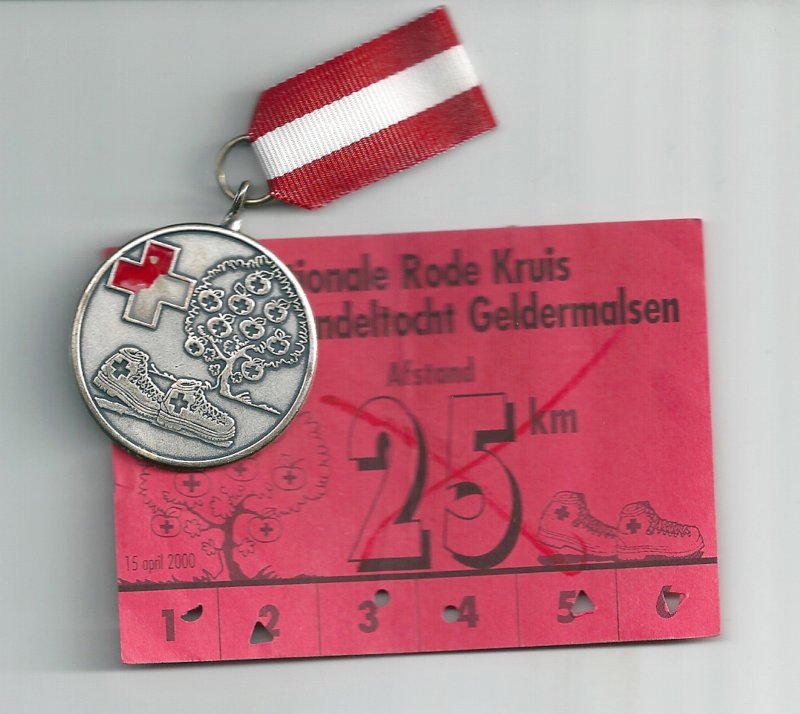 ionale Rode Kruis
ndeltocht Geldermalsen
Afstand
25 km
15 april 2000
1 2 3 4 5 6